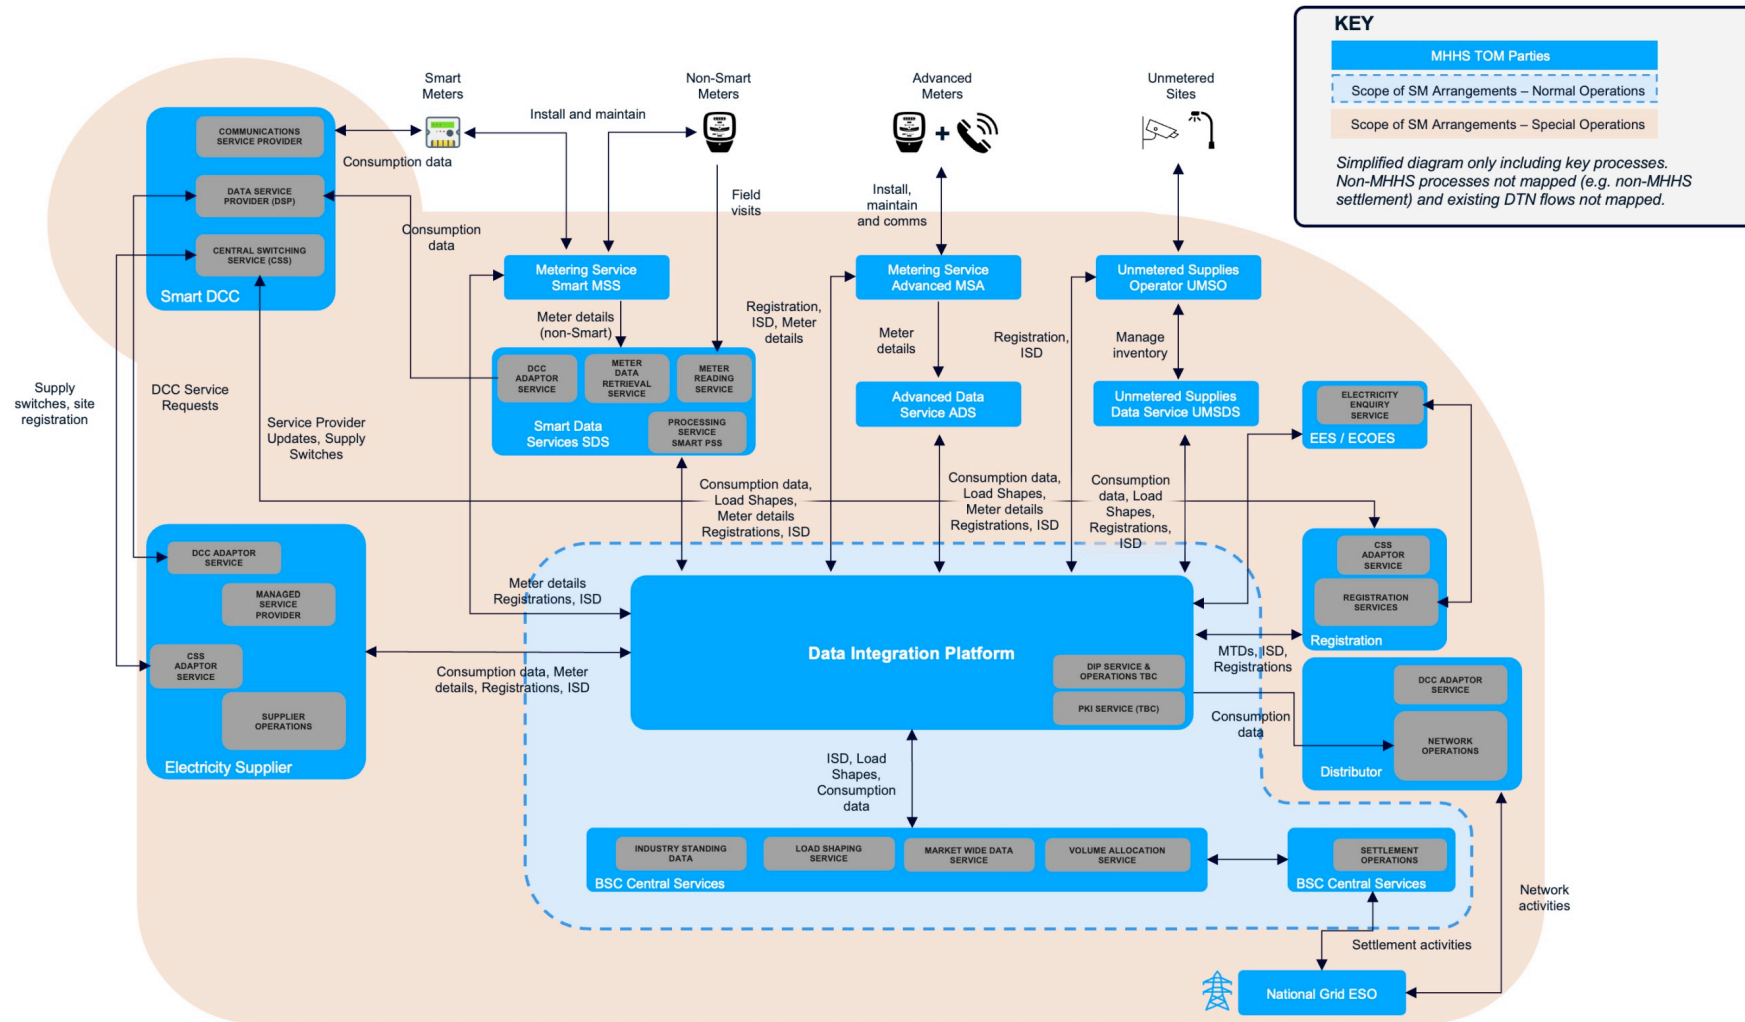 KEY
MHHS TOM Parties
Scope of SM Arrangements – Normal Operations
Scope of SM Arrangements – Special Operations
Simplified diagram only including key processes.
Non-MHHS processes not mapped (e.g. non-MHHS
settlement) and existing DTN flows not mapped.
Smart
Meters
Non-Smart
Meters
Advanced
Meters
Unmetered
Sites
Install and maintain
+
COMMUNICATIONS
SERVICE PROVIDER
Consumption data
DATA SERVICE
PROVIDER (DSP)
CENTRAL SWITCHING
SERVICE (CSS)
Smart DCC
Consumption
data
Field
visits
Install,
maintain
and comms
Metering Service
Smart MSS
Metering Service
Advanced MSA
Unmetered Supplies
Operator UMSO
Meter details
(non-Smart)
Registration,
ISD, Meter
details
Meter
details
Registration,
ISD
Manage
inventory
DCC
ADAPTOR
SERVICE
METER
DATA
RETRIEVAL
SERVICE
METER
READING
SERVICE
Smart Data
Services SDS
PROCESSING
SERVICE
SMART PSS
Advanced Data
Service ADS
Unmetered Supplies
Data Service UMSDS
ELECTRICITY
ENQUIRY
SERVICE
EES / ECOES
Supply
switches, site
registration
DCC Service
Requests
Service Provider
Updates, Supply
Switches
Consumption data,
Load Shapes,
Meter details
Registrations, ISD
Consumption data,
Load Shapes,
Meter details
Registrations, ISD
Consumption
data, Load
Shapes,
Registrations,
ISD
DCC ADAPTOR
SERVICE
MANAGED
SERVICE
PROVIDER
CSS
ADAPTOR
SERVICE
SUPPLIER
OPERATIONS
Electricity Supplier
Meter details
Registrations, ISD
Consumption data, Meter
details, Registrations, ISD
Data Integration Platform
DIP SERVICE &
OPERATIONS TBC
PKI SERVICE (TBC)
CSS
ADAPTOR
SERVICE
REGISTRATION
SERVICES
Registration
MTDs, ISD,
Registrations
Consumption
data
DCC ADAPTOR
SERVICE
NETWORK
OPERATIONS
Distributor
ISD, Load
Shapes,
Consumption
data
INDUSTRY STANDING
DATA
LOAD SHAPING
SERVICE
MARKET WIDE DATA
SERVICE
VOLUME ALLOCATION
SERVICE
BSC Central Services
SETTLEMENT
OPERATIONS
BSC Central Services
Network
activities
Settlement activities
National Grid ESO